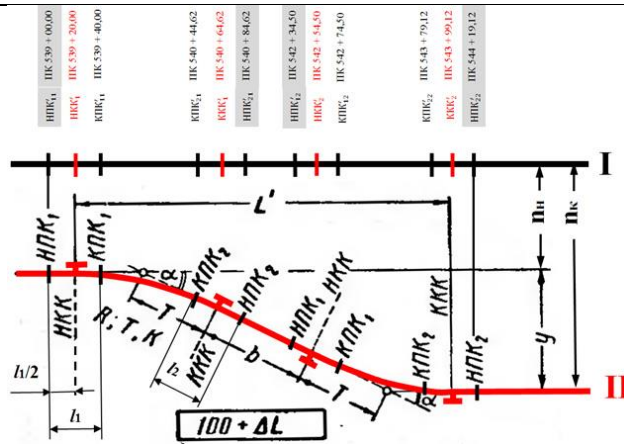 НПК'₁₁ ПК 539 + 00,00
НКК'₁ ПК 539 + 20,00
КПК'₁₁ ПК 539 + 40,00
КПК'₂₁ ПК 540 + 44,62
ККК'₁ ПК 540 + 64,62
НПК'₂₁ ПК 540 + 84,62
НПК'₁₂ ПК 542 + 34,50
НКК'₂ ПК 542 + 54,50
КПК'₁₂ ПК 542 + 74,50
КПК'₂₂ ПК 543 + 79,12
ККК'₂ ПК 543 + 99,12
НПК'₂₂ ПК 544 + 19,12
I
L'
nн
nк
НПК₁
КПК₁
НКК
α
КПК₂
НПК₂
R; T, K
T
ККК
b
НПК₁
НКК
КПК₁
T
ККК
КПК₂
НПК₂
α
y
II
l₁/2
l₁
l₂
100 + ΔL